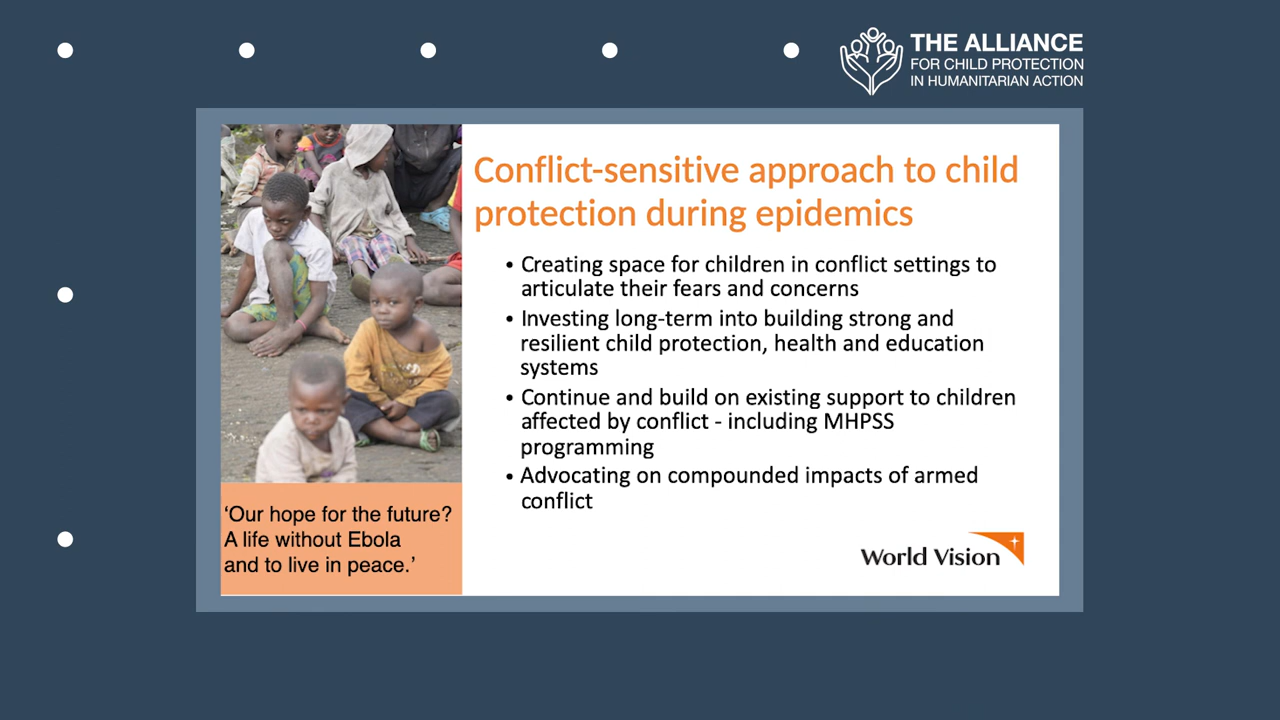 THE ALLIANCE
FOR CHILD PROTECTION
IN HUMANITARIAN ACTION
Conflict-sensitive approach to child
protection during epidemics
• Creating space for children in conflict settings to
articulate their fears and concerns
• Investing long-term into building strong and
resilient child protection, health and education
systems
• Continue and build on existing support to children
affected by conflict - including MHPSS
programming
• Advocating on compounded impacts of armed
conflict
‘Our hope for the future?
A life without Ebola
and to live in peace.’
World Vision